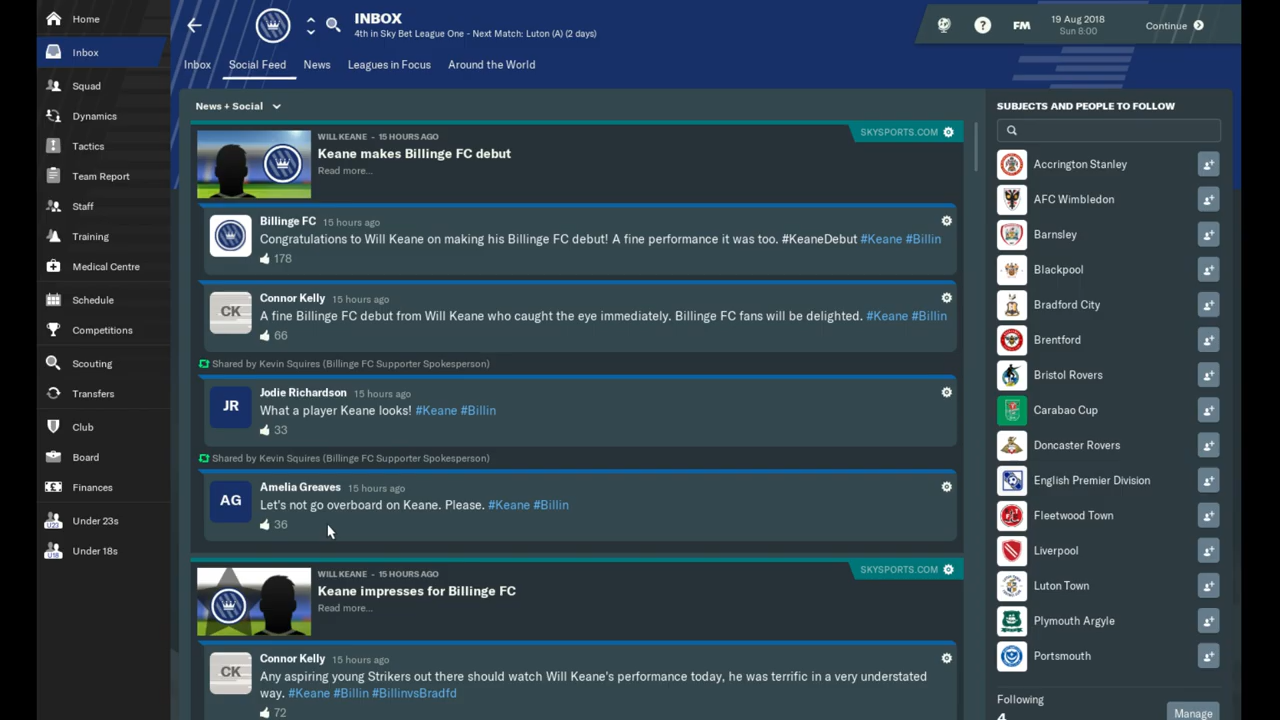 Home
Inbox
Squad
Dynamics
Tactics
Team Report
Staff
Training
Medical Centre
Schedule
Competitions
Scouting
Transfers
Club
Board
Finances
U23
Under 23s
U18
Under 18s
INBOX
4th in Sky Bet League One - Next Match: Luton (A) (2 days)
FM
19 Aug 2018
Sun 8:00
Continue
Inbox
Social Feed
News
Leagues in Focus
Around the World
News + Social
WILL KEANE - 15 HOURS AGO
SKYSPORTS.COM
Keane makes Billinge FC debut
Read more...
Billinge FC 15 hours ago
Congratulations to Will Keane on making his Billinge FC debut! A fine performance it was too. #KeaneDebut #Keane #Billin
178
CK
Connor Kelly 15 hours ago
A fine Billinge FC debut from Will Keane who caught the eye immediately. Billinge FC fans will be delighted. #Keane #Billin
66
Shared by Kevin Squires (Billinge FC Supporter Spokesperson)
JR
Jodie Richardson 15 hours ago
What a player Keane looks! #Keane #Billin
33
Shared by Kevin Squires (Billinge FC Supporter Spokesperson)
AG
Amelia Greaves 15 hours ago
Let's not go overboard on Keane. Please. #Keane #Billin
36
WILL KEANE - 15 HOURS AGO
SKYSPORTS.COM
Keane impresses for Billinge FC
Read more...
CK
Connor Kelly 15 hours ago
Any aspiring young Strikers out there should watch Will Keane's performance today, he was terrific in a very understated
way. #Keane #Billin #BillinvsBradfd
72
SUBJECTS AND PEOPLE TO FOLLOW
Accrington Stanley
AFC Wimbledon
Barnsley
Blackpool
Bradford City
Brentford
Bristol Rovers
Carabao Cup
Doncaster Rovers
English Premier Division
Fleetwood Town
Liverpool
Luton Town
Plymouth Argyle
Portsmouth
Following
4
Manage